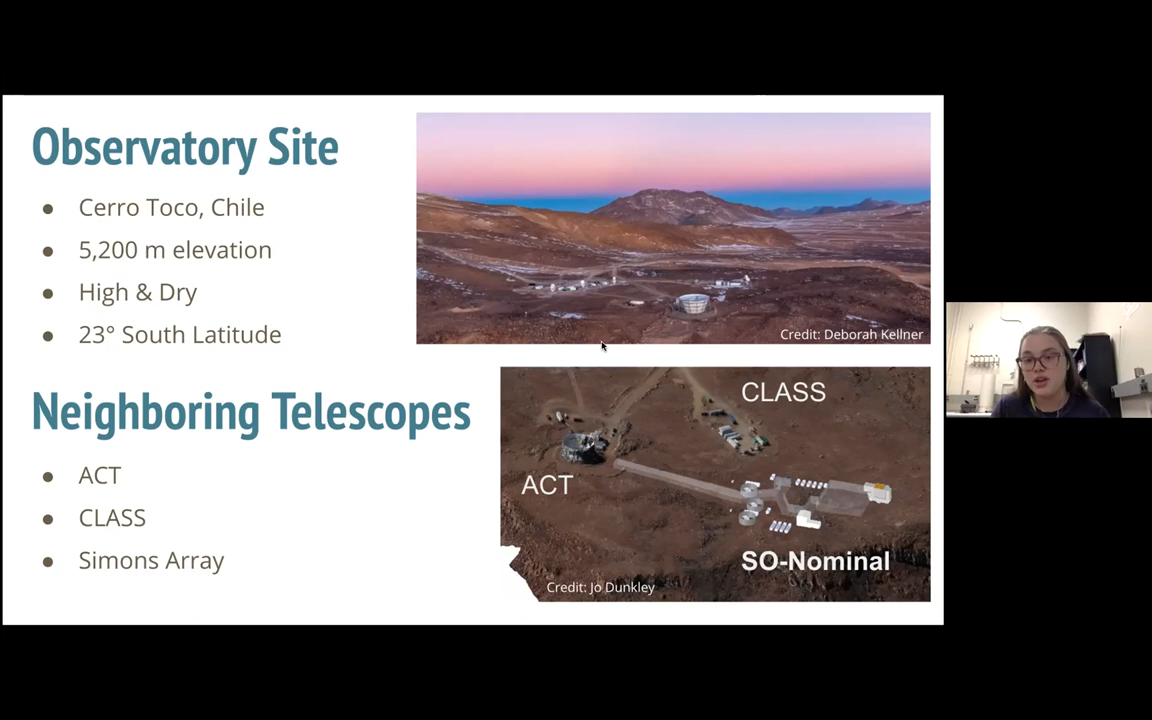 Observatory Site
● Cerro Toco, Chile
● 5,200 m elevation
● High & Dry
● 23° South Latitude
Credit: Deborah Kellner
Neighboring Telescopes
● ACT
● CLASS
● Simons Array
CLASS
ACT
SO-Nominal
Credit: Jo Dunkley